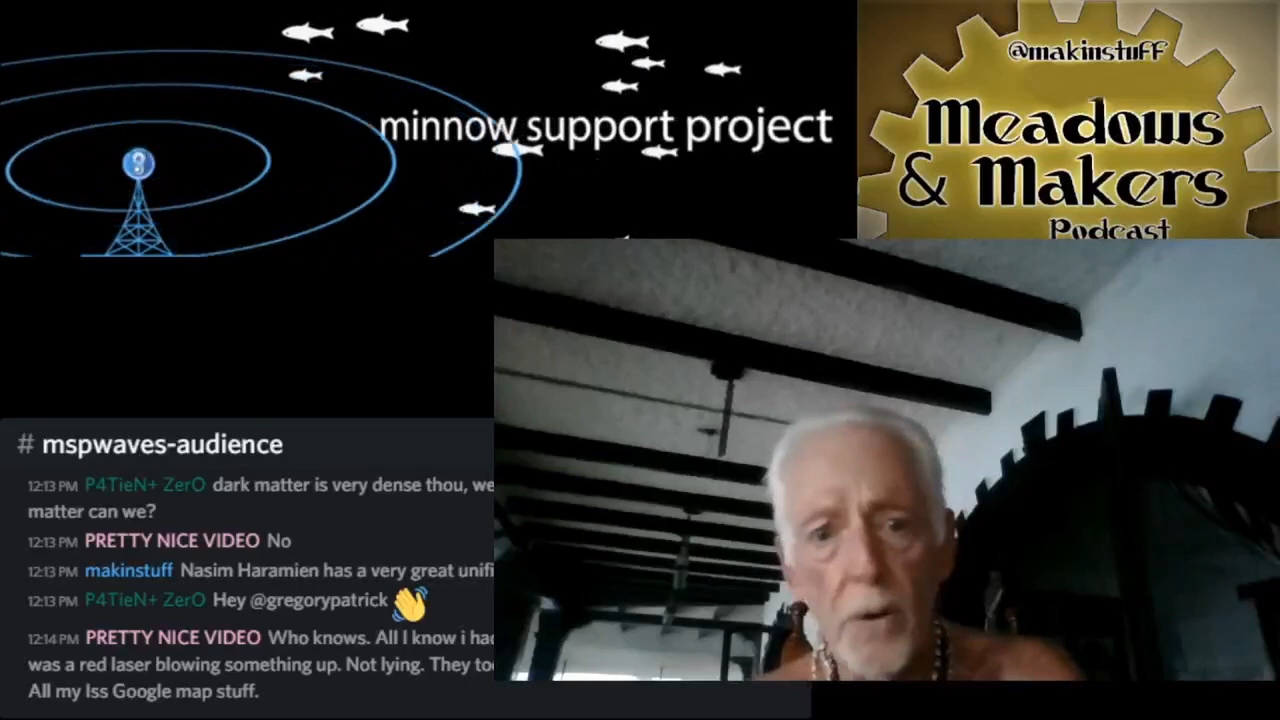 minnow support project
@makinstuff
Meadows
& Makers
Podcast
# mspwaves-audience
12:13 PM P4TieN+ ZerO dark matter is very dense thou, we
matter can we?
12:13 PM PRETTY NICE VIDEO No
12:13 PM makinstuff Nasim Haramien has a very great unifi
12:13 PM P4TieN+ ZerO Hey @gregorypatrick 👋
12:14 PM PRETTY NICE VIDEO Who knows. All I know i had
was a red laser blowing something up. Not lying. They too
All my Iss Google map stuff.